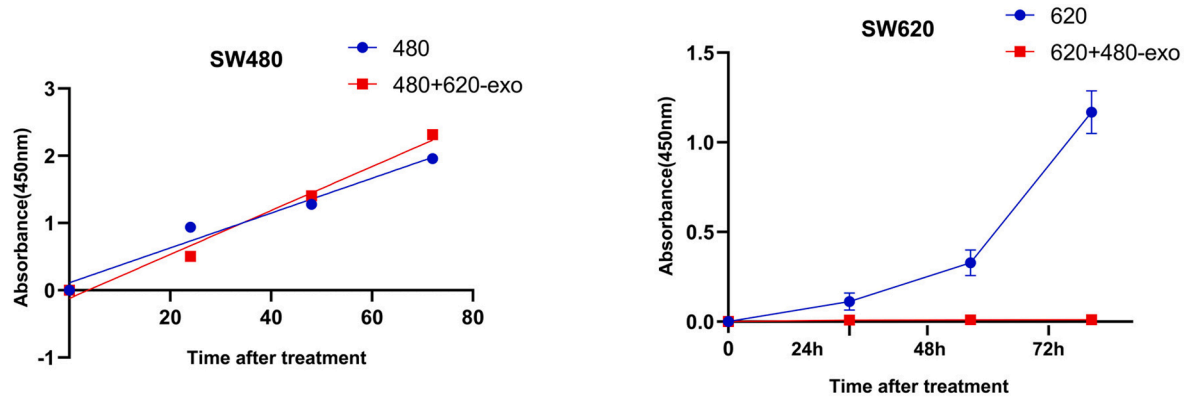 SW480
480
480+620-exo
Absorbance(450nm)
3
2
1
0
-1
20
40
60
80
Time after treatment
SW620
620
620+480-exo
Absorbance(450nm)
1.5
1.0
0.5
0.0
0
24h
48h
72h
Time after treatment